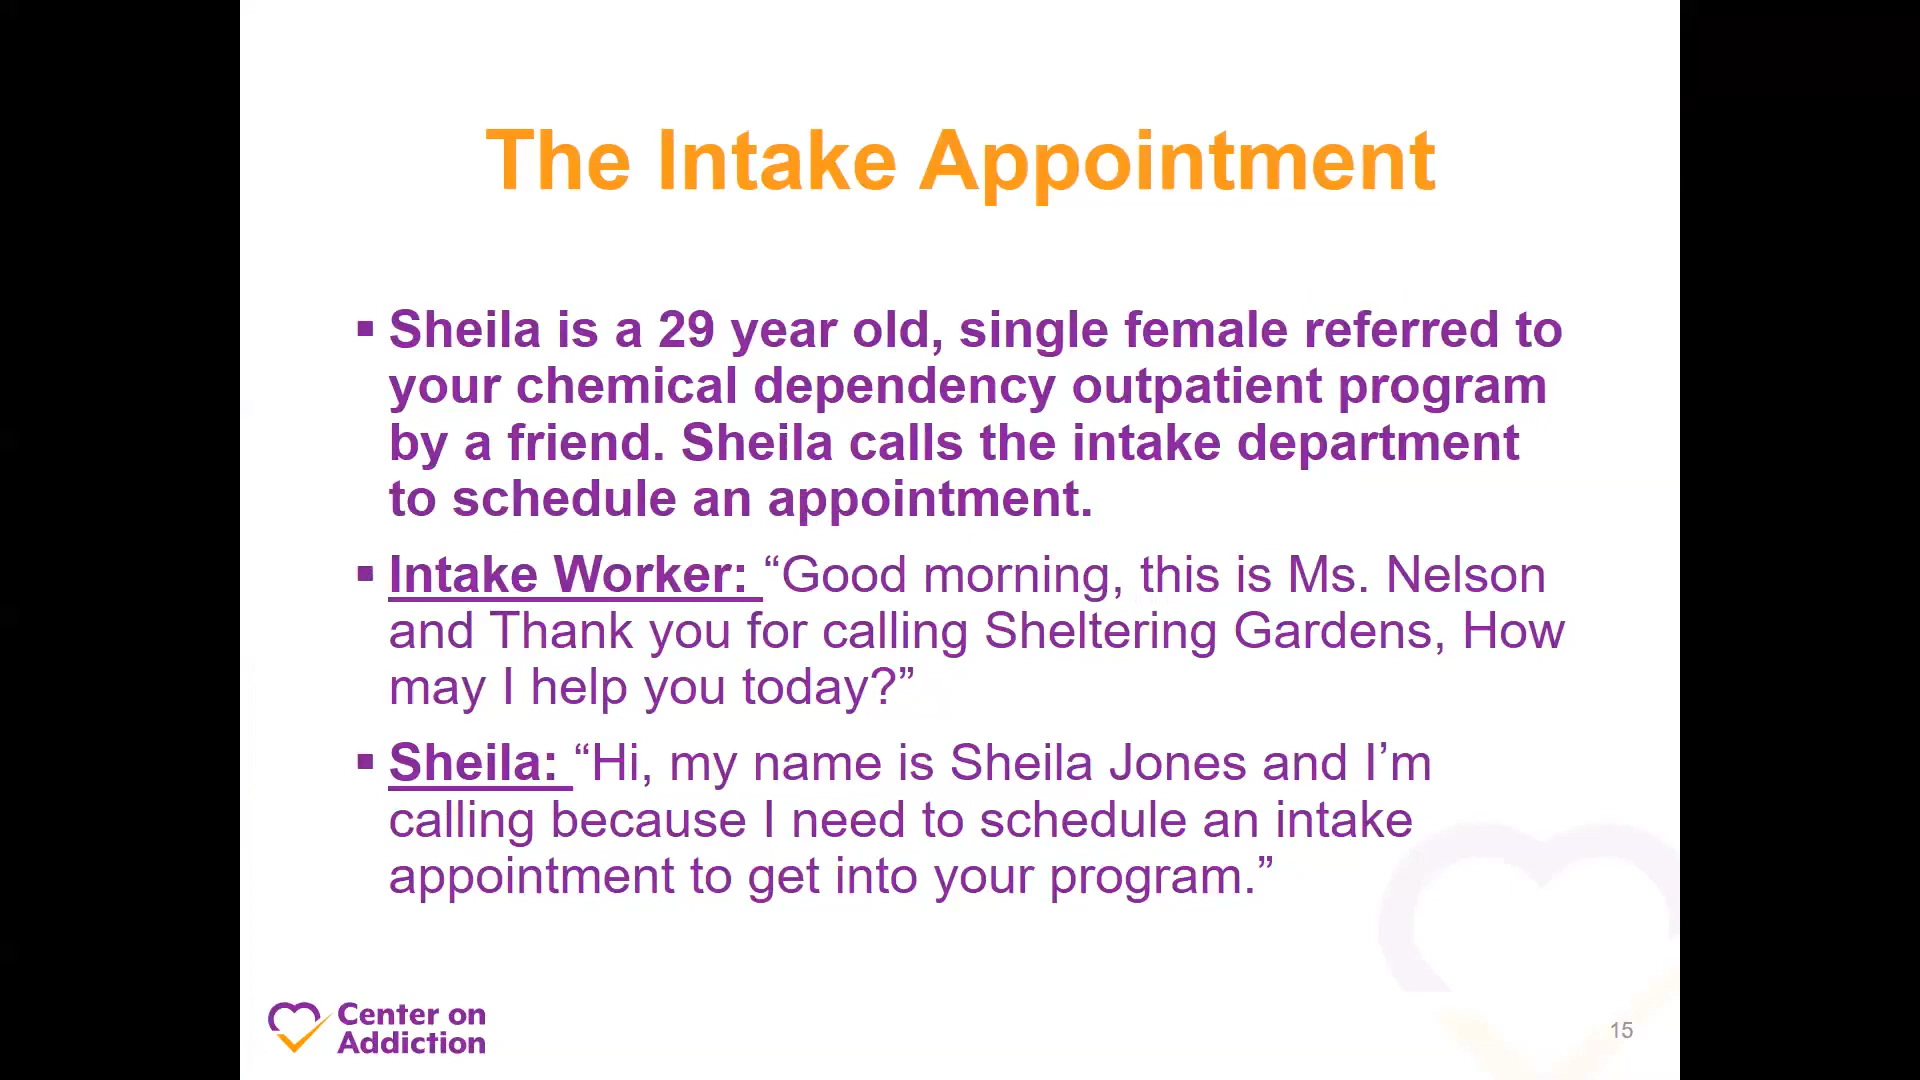 The Intake Appointment
▪ Sheila is a 29 year old, single female referred to
your chemical dependency outpatient program
by a friend. Sheila calls the intake department
to schedule an appointment.
▪ Intake Worker: “Good morning, this is Ms. Nelson
and Thank you for calling Sheltering Gardens, How
may I help you today?”
▪ Sheila: “Hi, my name is Sheila Jones and I’m
calling because I need to schedule an intake
appointment to get into your program.”
Center on
Addiction
15